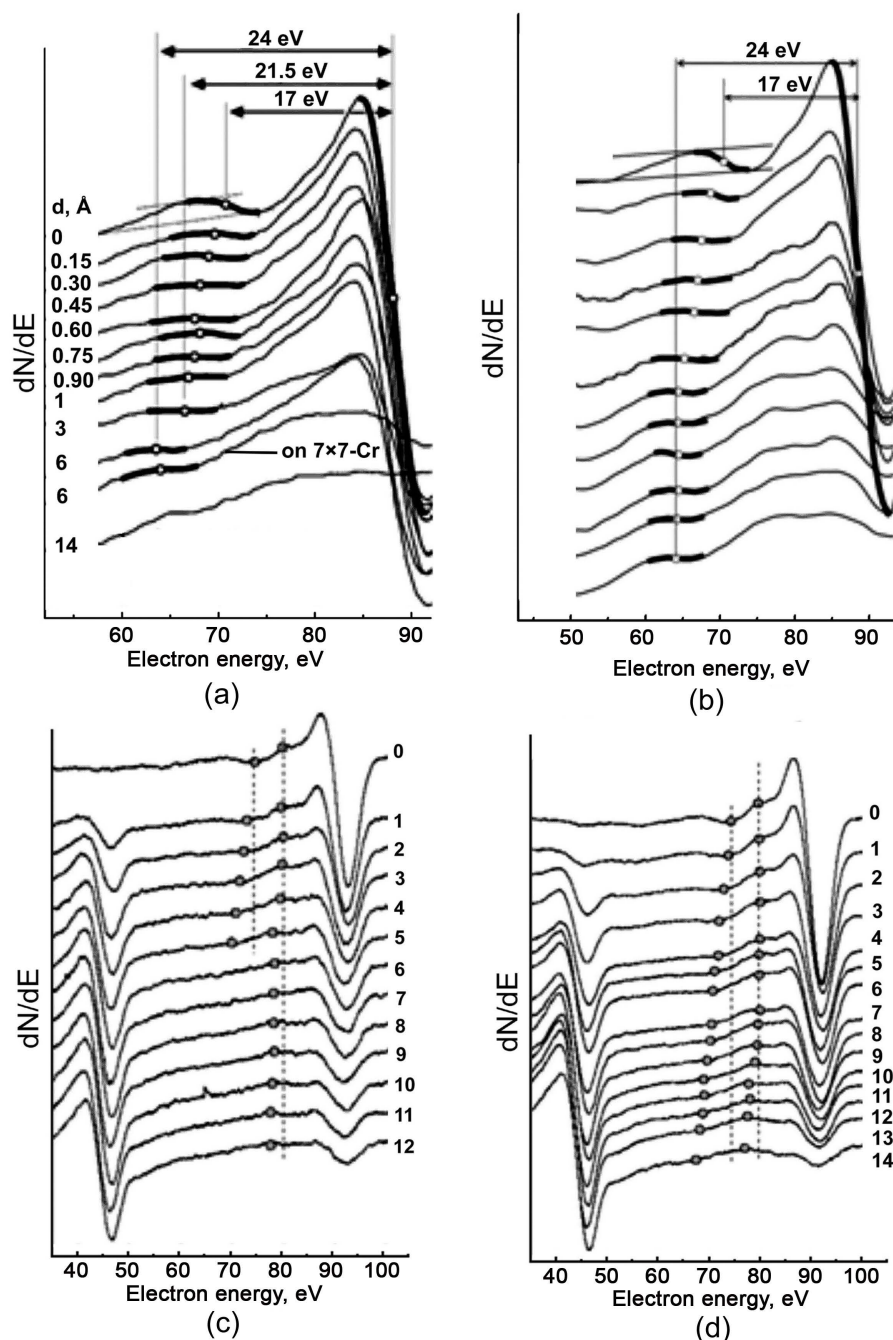 24 eV
21.5 eV
17 eV
d, Å
0
0.15
0.30
0.45
0.60
0.75
0.90
1
3
6
on 7×7-Cr
6
14
dN/dE
60 70 80 90
Electron energy, eV
(a)
24 eV
17 eV
dN/dE
50 60 70 80 90
Electron energy, eV
(b)
0
1
2
3
4
5
6
7
8
9
10
11
12
dN/dE
40 50 60 70 80 90 100
Electron energy, eV
(c)
0
1
2
3
4
5
6
7
8
9
10
11
12
13
14
dN/dE
40 50 60 70 80 90 100
Electron energy, eV
(d)